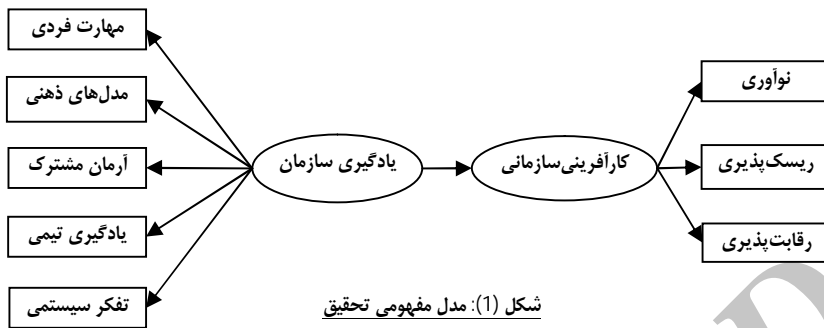 مهارت فردی
مدل‌های ذهنی
آرمان مشترک
یادگیری تیمی
تفکر سیستمی
یادگیری سازمان
کارآفرینی‌سازمانی
نوآوری
ریسک‌پذیری
رقابت‌پذیری
شکل (1): مدل مفهومی تحقیق